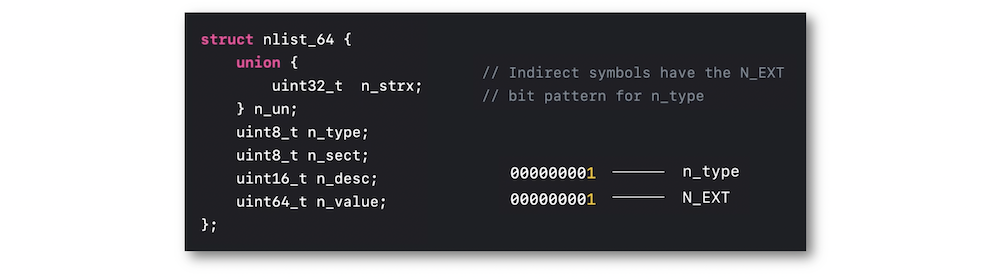 struct nlist_64 {
union {
uint32_t n_strx;
} n_un;
uint8_t n_type;
uint8_t n_sect;
uint16_t n_desc;
uint64_t n_value;
};
// Indirect symbols have the N_EXT
// bit pattern for n_type
000000001 n_type
000000001 N_EXT